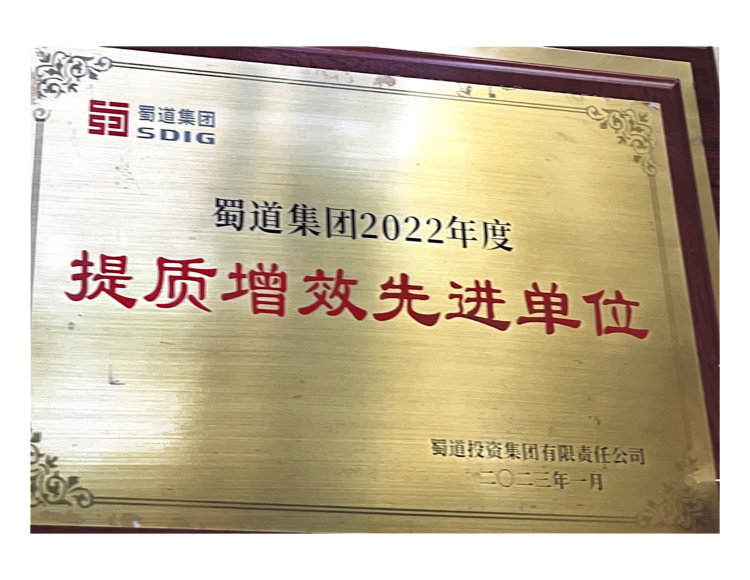 蜀道集团
SDIG
蜀道集团2022年度
提质增效先进单位
蜀道投资集团有限责任公司
二〇二三年一月